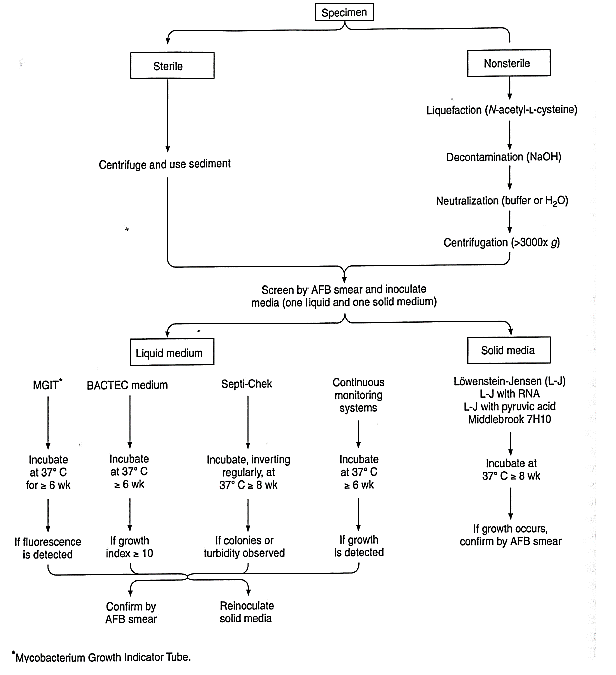 Specimen
Sterile
Nonsterile
Liquefaction (N-acetyl-L-cysteine)
Decontamination (NaOH)
Centrifuge and use sediment
Neutralization (buffer or H₂O)
Centrifugation (>3000x g)
Screen by AFB smear and inoculate
media (one liquid and one solid medium)
Liquid medium
Solid media
MGIT*
BACTEC medium
Septi-Chek
Continuous
monitoring
systems
Löwenstein-Jensen (L-J)
L-J with RNA
L-J with pyruvic acid
Middlebrook 7H10
Incubate
at 37° C
for ≥ 6 wk
Incubate
at 37° C
≥ 6 wk
Incubate, inverting
regularly, at
37° C ≥ 8 wk
Incubate
at 37° C
≥ 6 wk
Incubate at
37° C ≥ 8 wk
If fluorescence
is detected
If growth
index ≥ 10
If colonies or
turbidity observed
If growth
is detected
If growth occurs,
confirm by AFB smear
Confirm by
AFB smear
Reinoculate
solid media
*Mycobacterium Growth Indicator Tube.